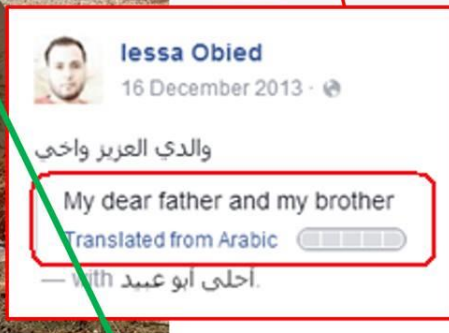 Iessa Obied
16 December 2013 ·
والدي العزيز واخي
My dear father and my brother
Translated from Arabic
— with أحلى أبو عبيد.